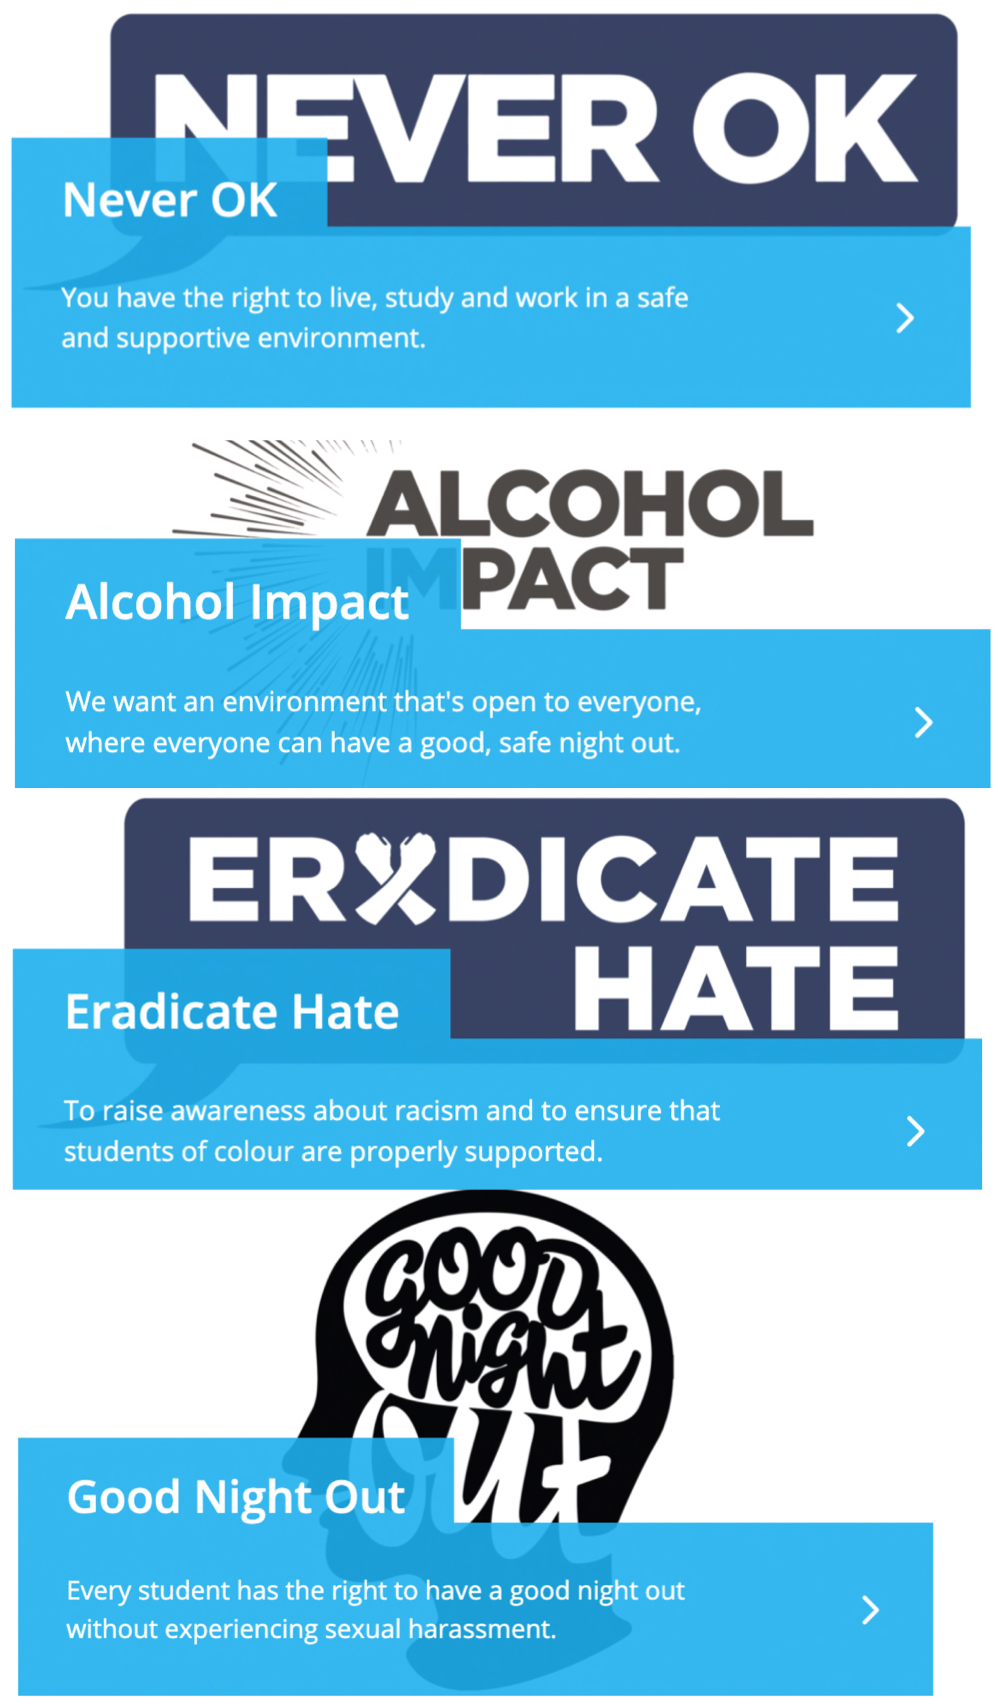 NEVER OK
Never OK
You have the right to live, study and work in a safe
and supportive environment.
ALCOHOL
IMPACT
Alcohol Impact
We want an environment that's open to everyone,
where everyone can have a good, safe night out.
ERADICATE
HATE
Eradicate Hate
To raise awareness about racism and to ensure that
students of colour are properly supported.
good
night
out
Good Night Out
Every student has the right to have a good night out
without experiencing sexual harassment.